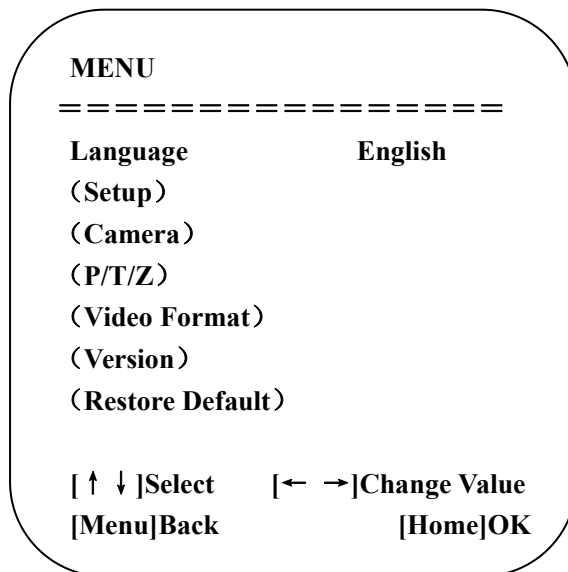 MENU
================
Language English
（Setup）
（Camera）
（P/T/Z）
（Video Format）
（Version）
（Restore Default）
[↑ ↓]Select [← →]Change Value
[Menu]Back [Home]OK